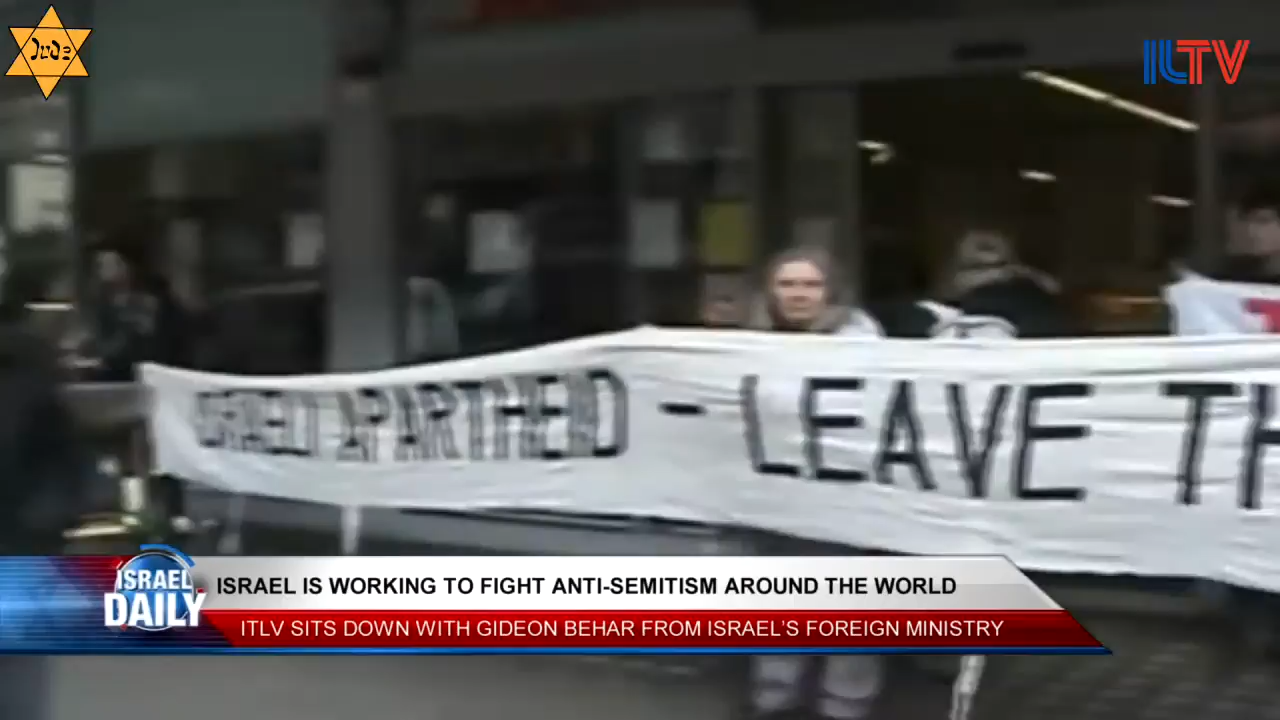 Jude
ILTV
ISRAELI APARTHEID - LEAVE TH
ISRAEL
DAILY
ISRAEL IS WORKING TO FIGHT ANTI-SEMITISM AROUND THE WORLD
ITLV SITS DOWN WITH GIDEON BEHAR FROM ISRAEL'S FOREIGN MINISTRY